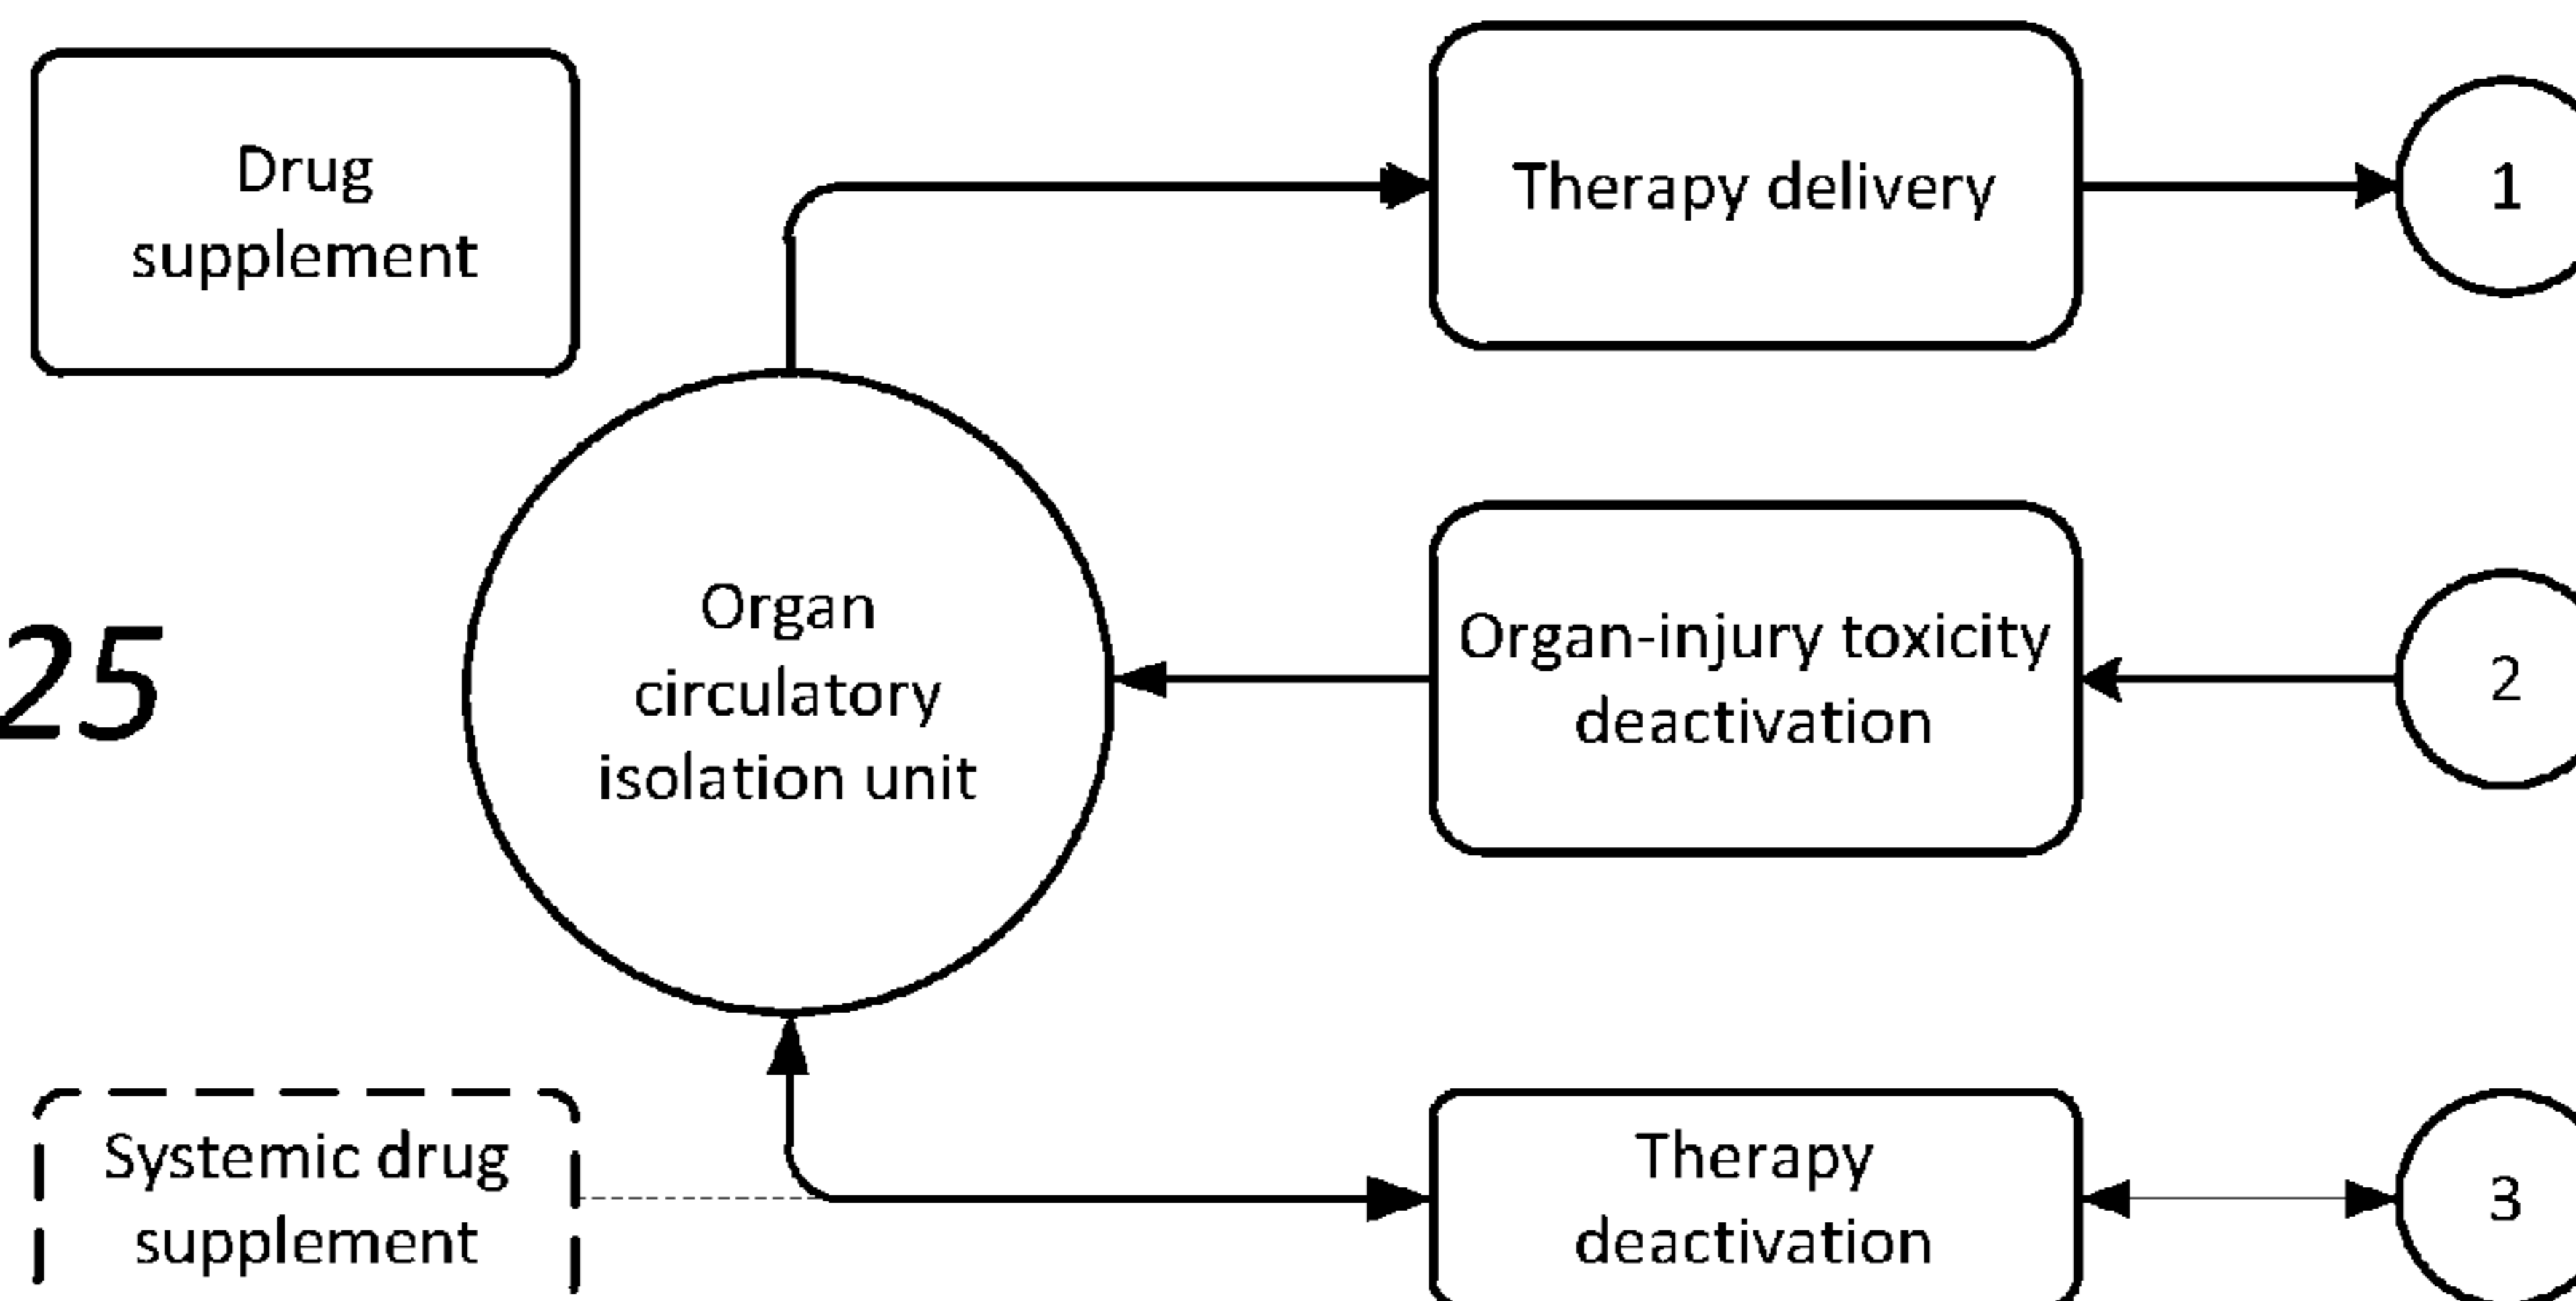 Drug
supplement
Therapy delivery
1
Organ
circulatory
isolation unit
25
Organ-injury toxicity
deactivation
2
Systemic drug
supplement
Therapy
deactivation
3